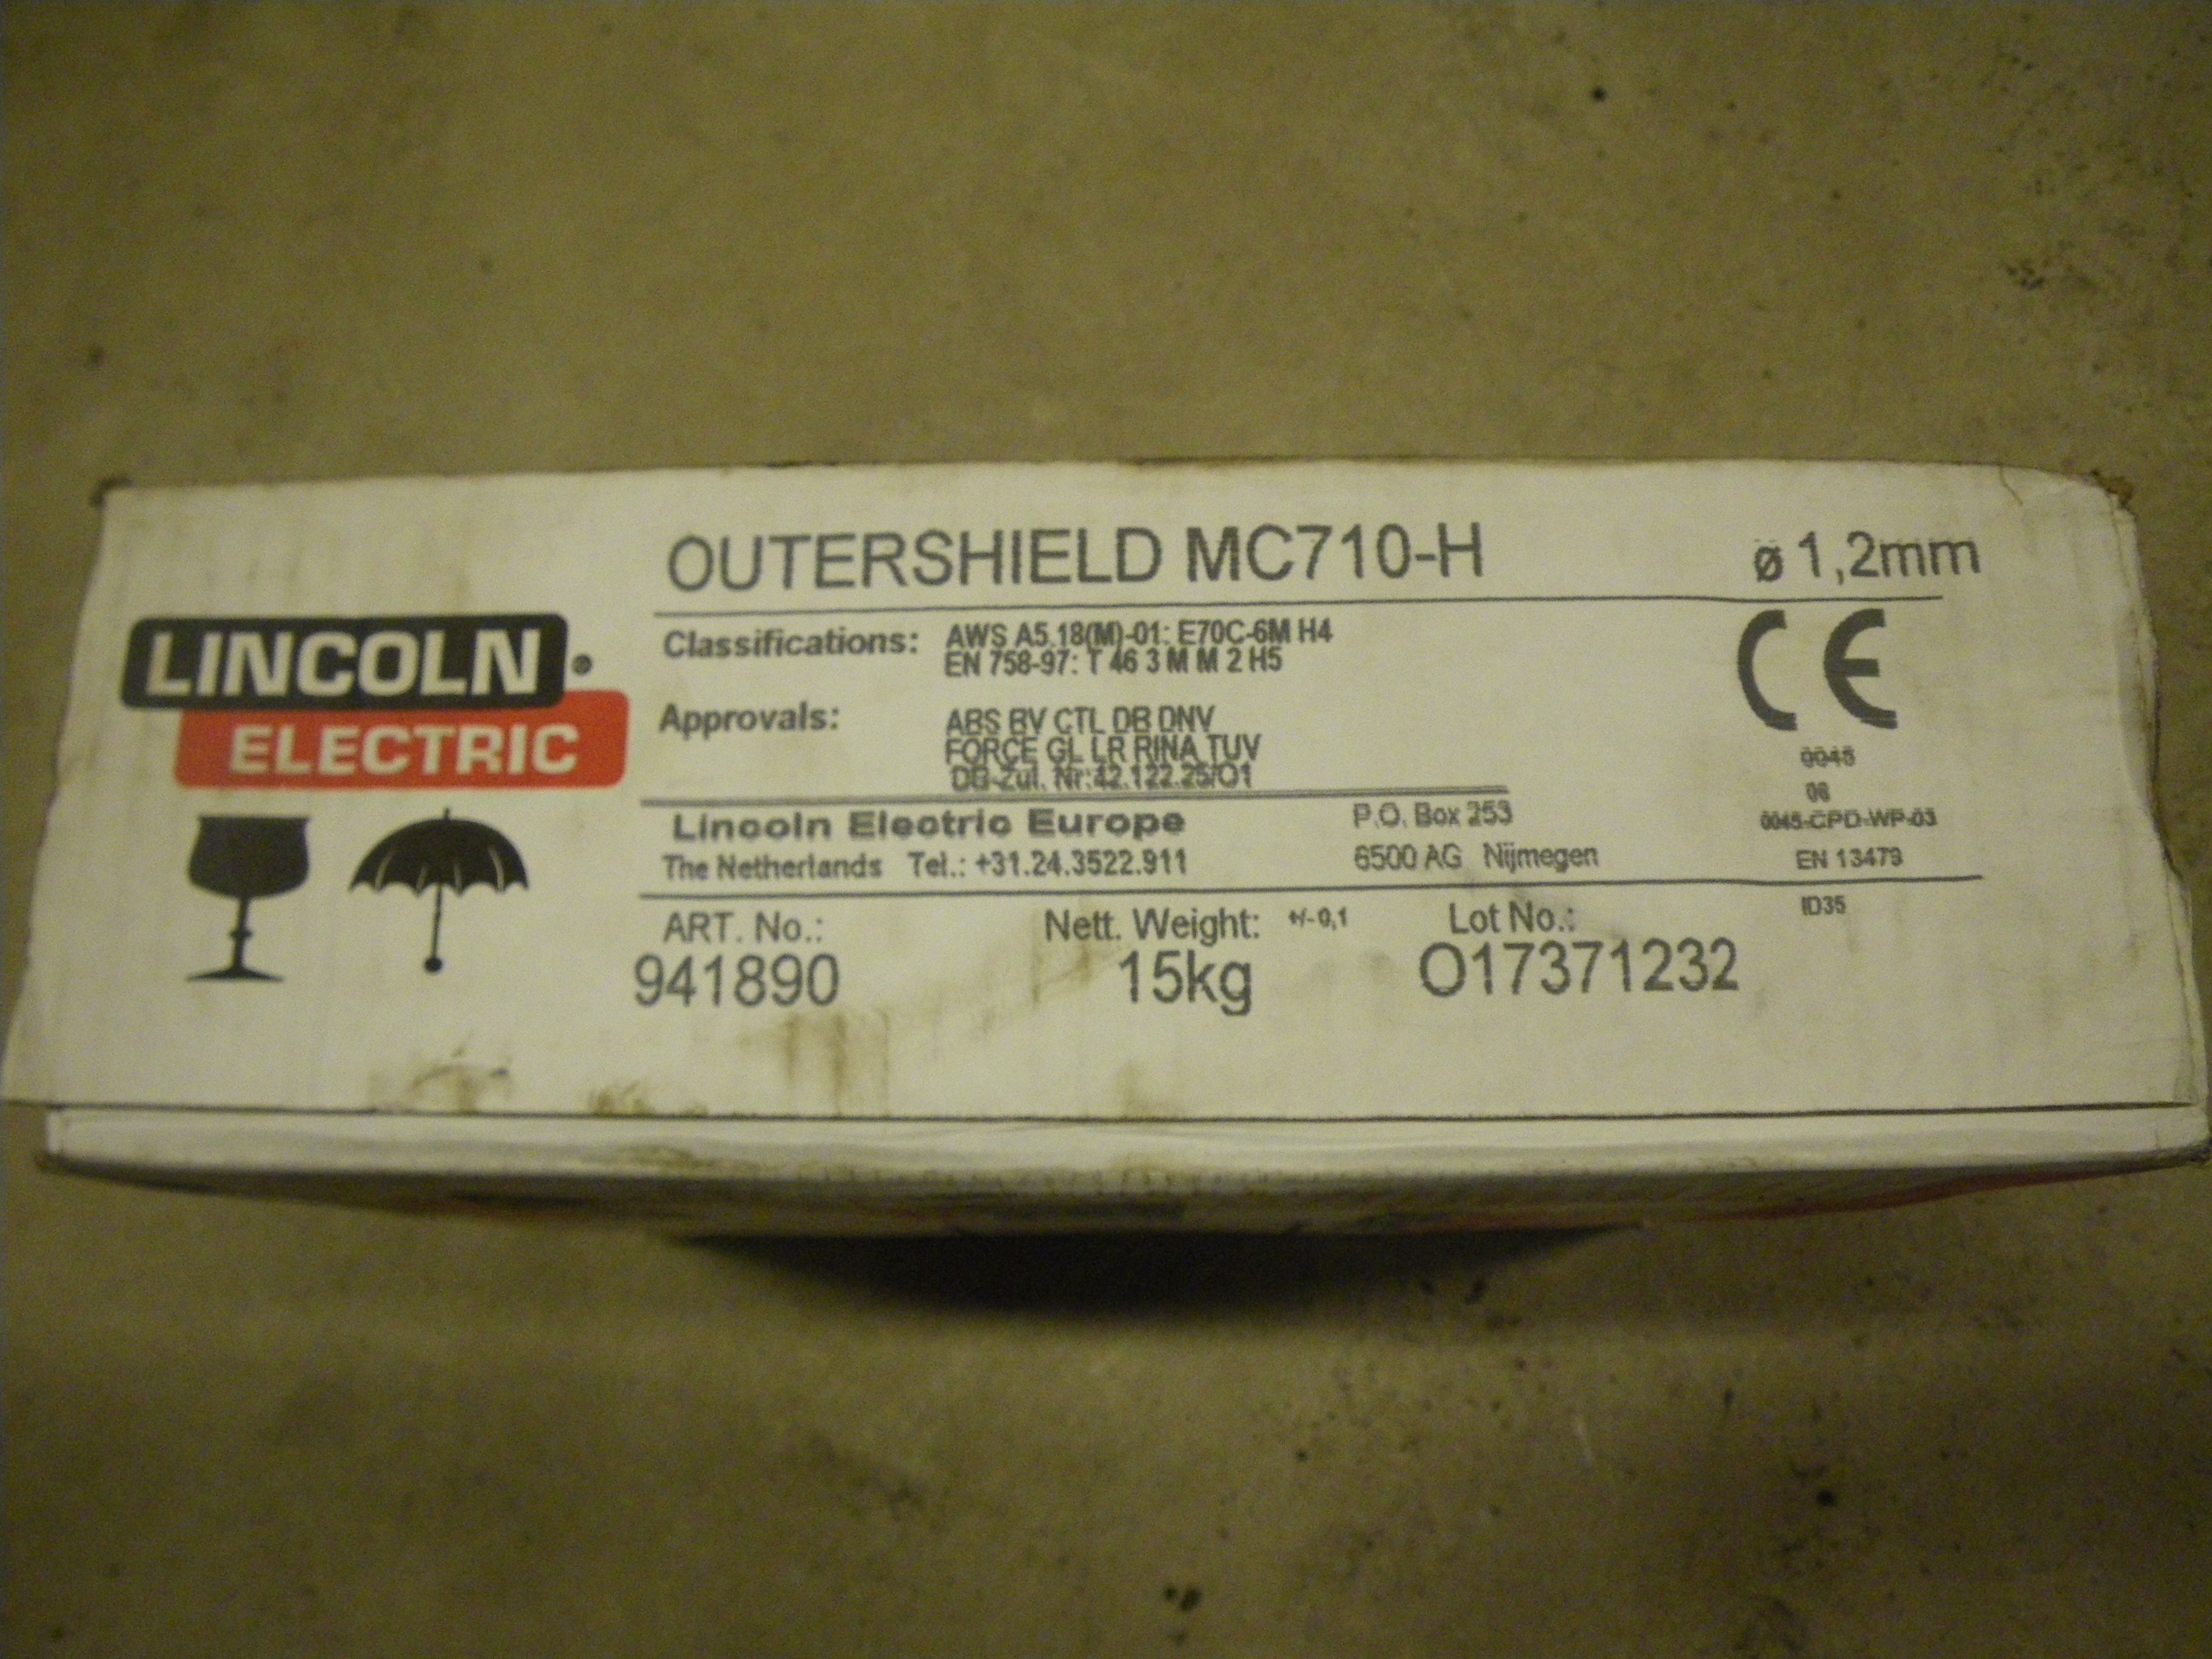 OUTERSHIELD MC710-H ø 1,2mm
LINCOLN ®
ELECTRIC
Classifications: AWS A5.18(M)-01: E70C-6M H4
EN 758-97: T 46 3 M M 2 H5
Approvals: ABS BV CTL DB DNV
FORCE GL LR RINA TUV
DB-Zul. Nr:42.122.25/01
CE
0045
06
0045-CPD-WP-03
EN 13479
ID35
Lincoln Electric Europe P.O. Box 253
The Netherlands Tel.: +31.24.3522.911 6500 AG Nijmegen
ART. No.: Nett. Weight: +/- 0,1 Lot No.:
941890 15kg O17371232